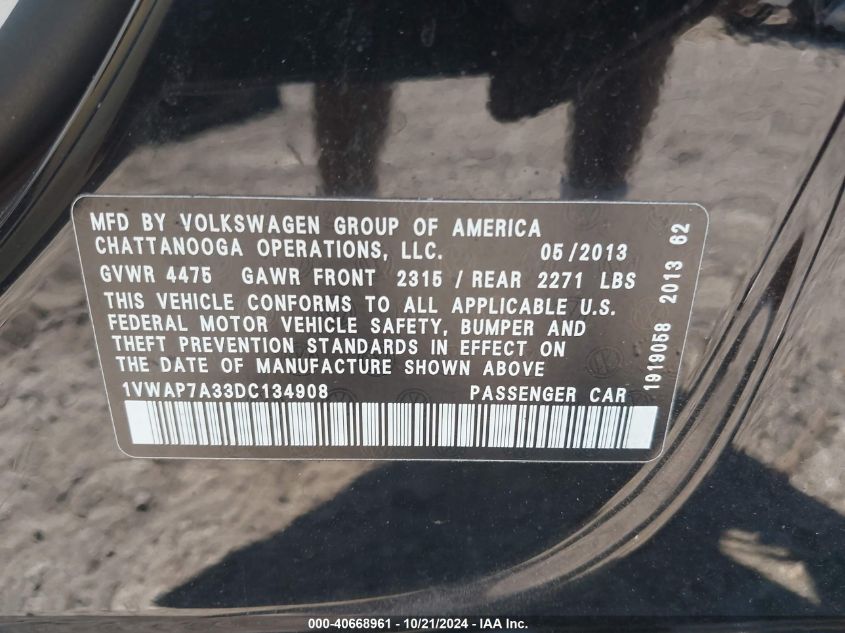 MFD BY VOLKSWAGEN GROUP OF AMERICA
CHATTANOOGA OPERATIONS, LLC. 05/2013
GVWR 4475 GAWR FRONT 2315 / REAR 2271 LBS
THIS VEHICLE CONFORMS TO ALL APPLICABLE U.S.
FEDERAL MOTOR VEHICLE SAFETY, BUMPER AND
THEFT PREVENTION STANDARDS IN EFFECT ON
THE DATE OF MANUFACTURE SHOWN ABOVE
1VWAP7A33DC134908 PASSENGER CAR
1919058 2013 62
000-40668961 - 10/21/2024 - IAA Inc.